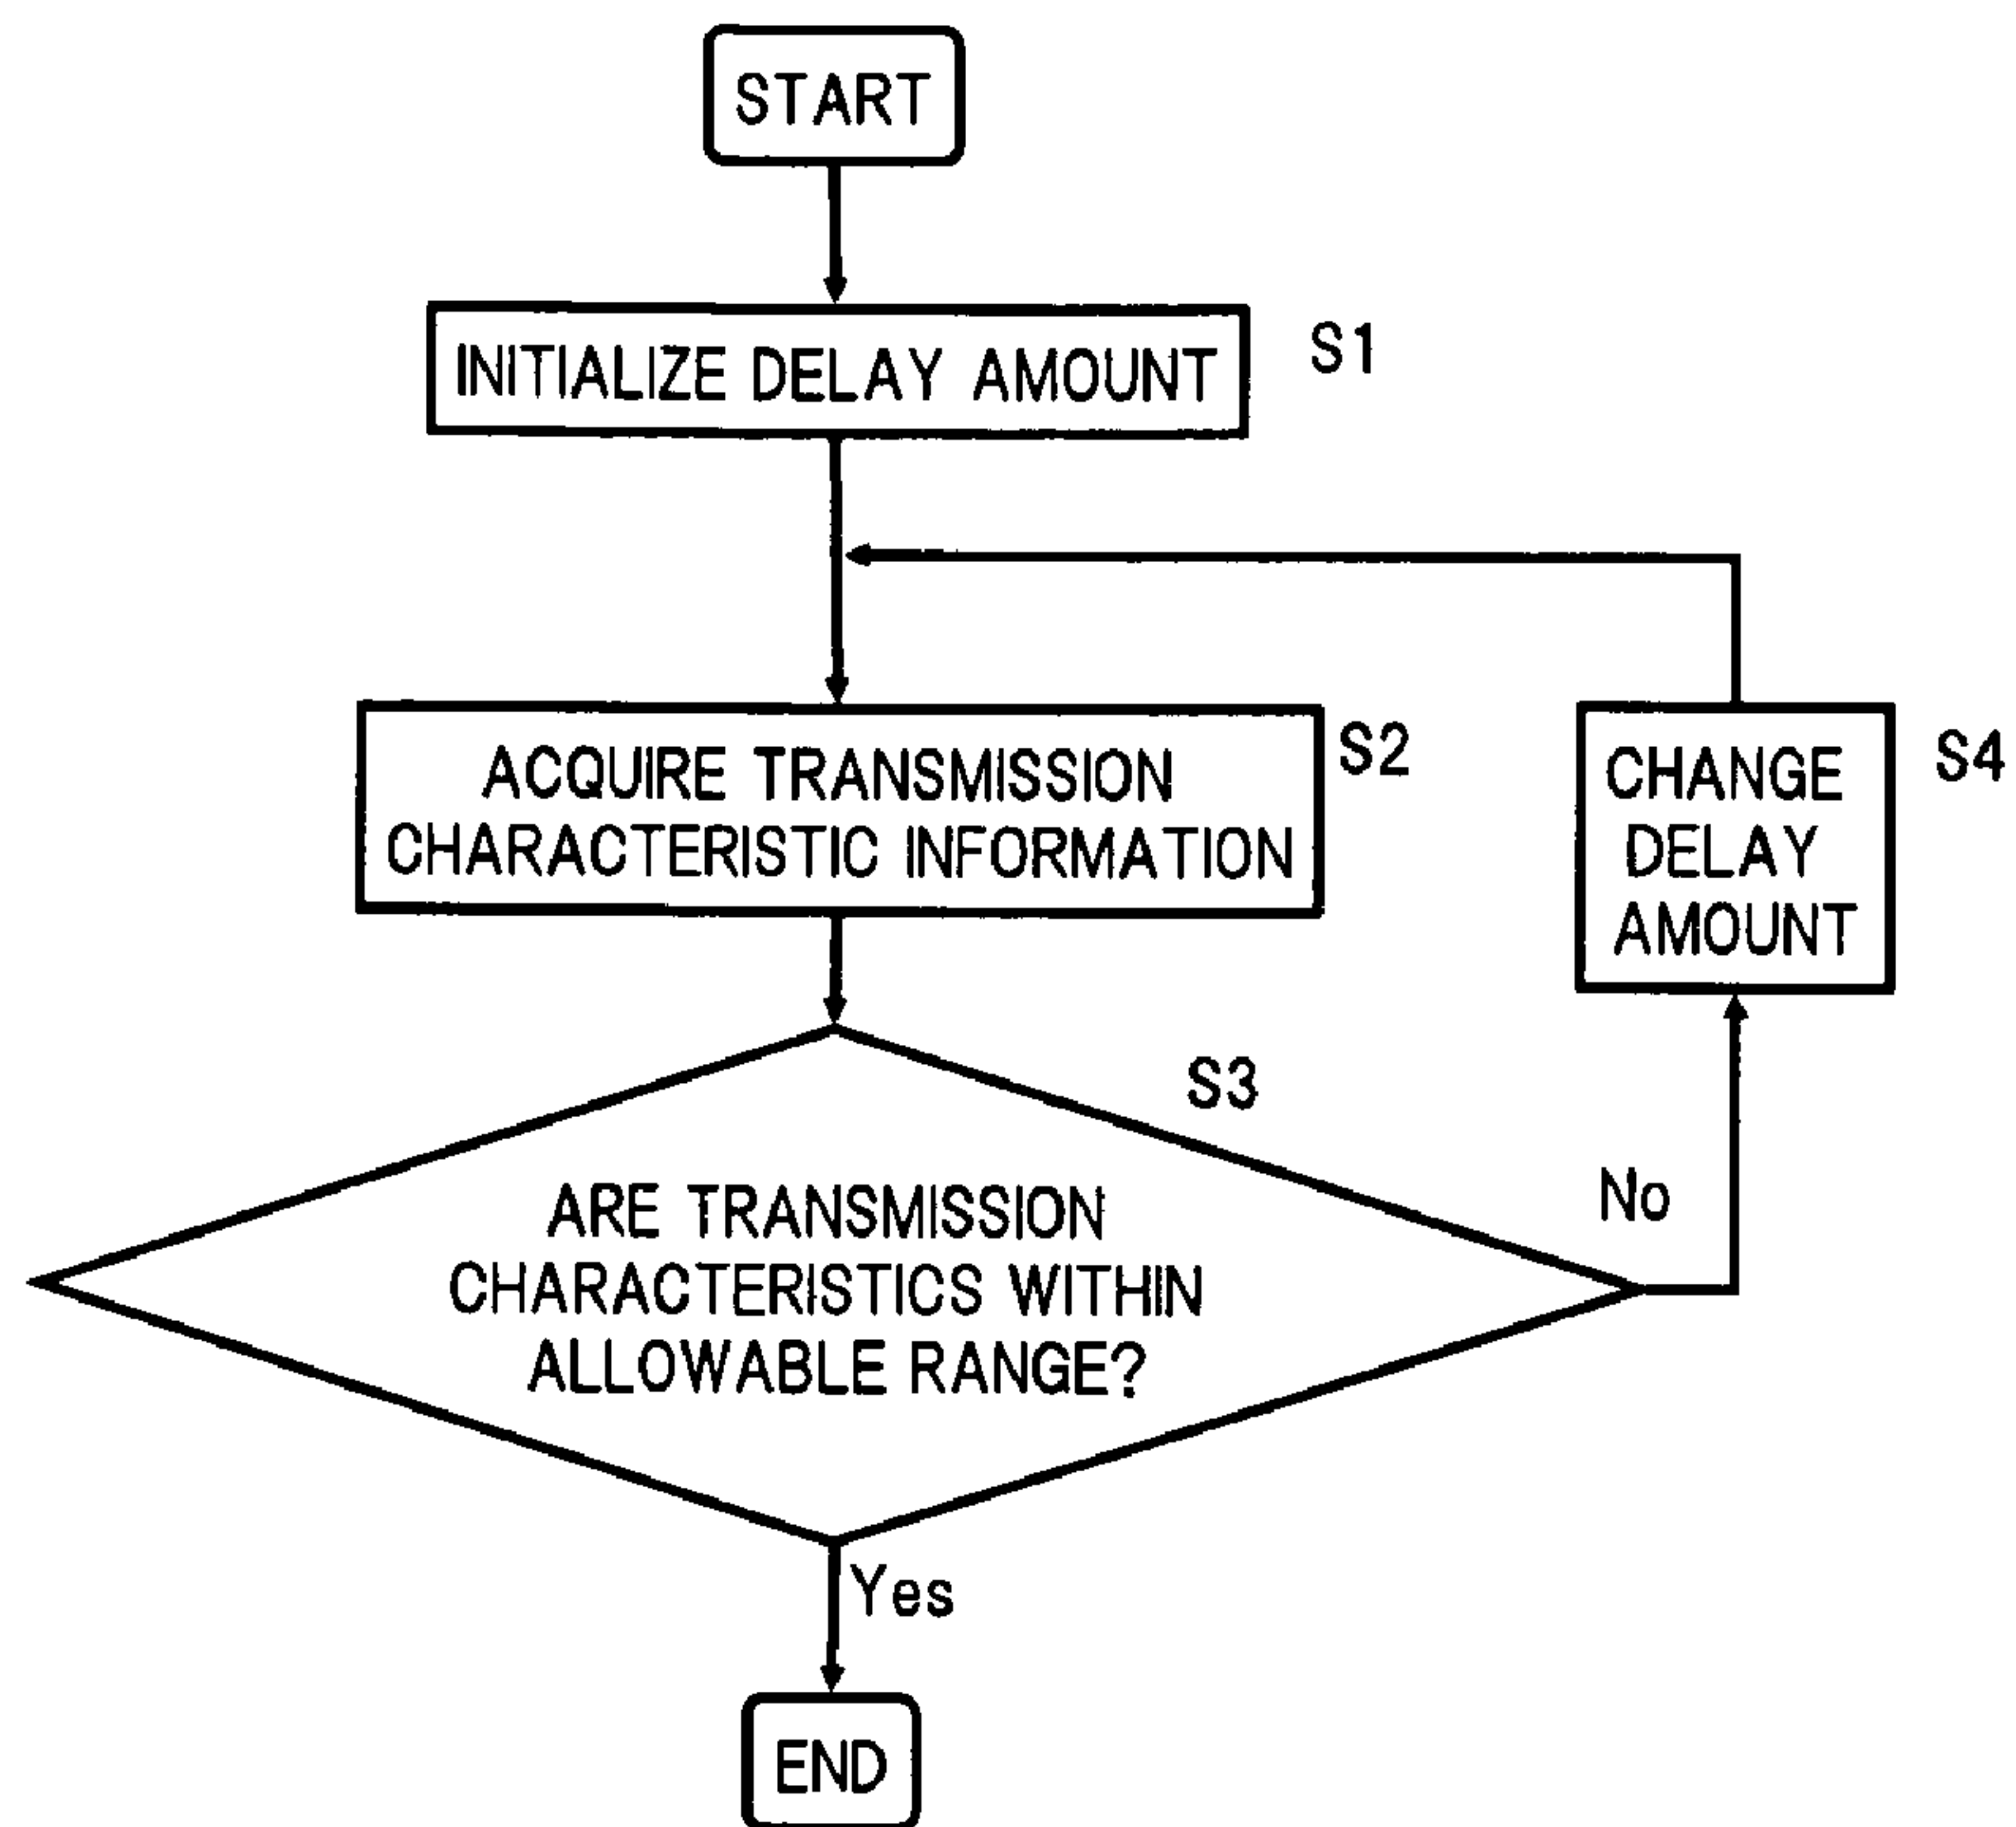 START
INITIALIZE DELAY AMOUNT
S1
ACQUIRE TRANSMISSION
CHARACTERISTIC INFORMATION
S2
CHANGE
DELAY
AMOUNT
S4
S3
ARE TRANSMISSION
CHARACTERISTICS WITHIN
ALLOWABLE RANGE?
No
Yes
END